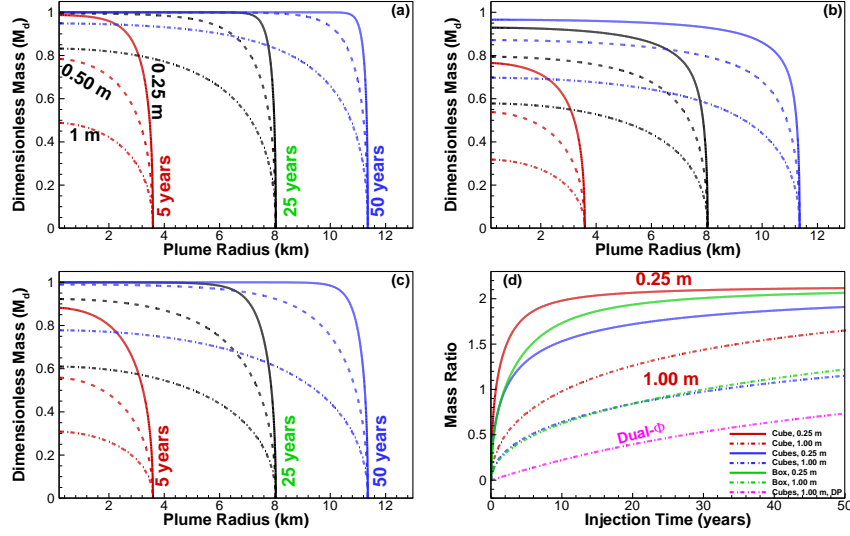 (a)
Dimensionless Mass (M_d)
1
0.8
0.6
0.4
0.2
0
0.50 m
1 m
0.25 m
5 years
25 years
50 years
2 4 6 8 10 12
Plume Radius (km)
(b)
Dimensionless Mass (M_d)
1
0.8
0.6
0.4
0.2
0
2 4 6 8 10 12
Plume Radius (km)
(c)
Dimensionless Mass (M_d)
1
0.8
0.6
0.4
0.2
0
5 years
25 years
50 years
2 4 6 8 10 12
Plume Radius (km)
(d)
Mass Ratio
2
1.5
1
0.5
0
0.25 m
1.00 m
Dual-Φ
Cube, 0.25 m
Cube, 1.00 m
Cubes, 0.25 m
Cubes, 1.00 m
Box, 0.25 m
Box, 1.00 m
Cubes, 1.00 m, DP
0 10 20 30 40 50
Injection Time (years)